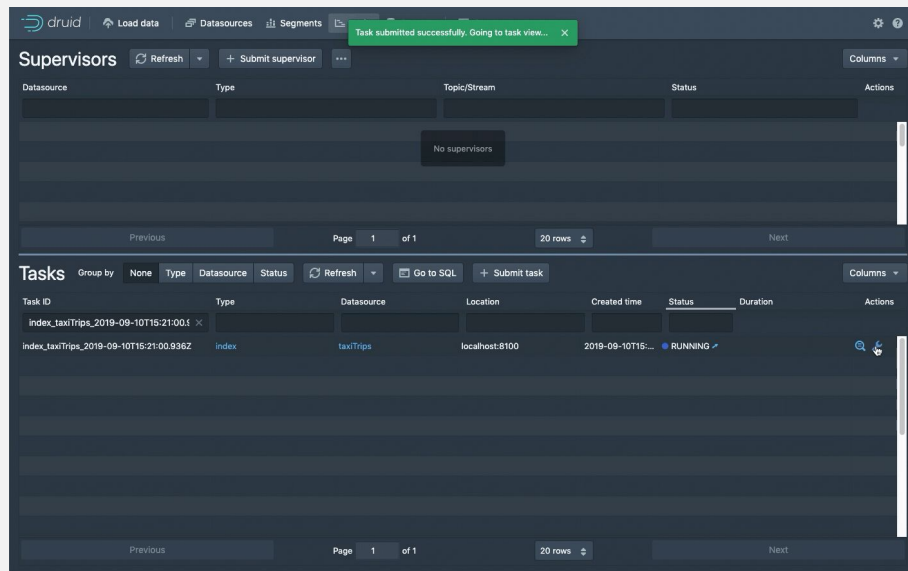 druid Load data Datasources Segments
Task submitted successfully. Going to task view...
Supervisors Refresh + Submit supervisor ••• Columns
Datasource Type Topic/Stream Status Actions
No supervisors
Previous Page 1 of 1 20 rows Next
Tasks Group by None Type Datasource Status Refresh Go to SQL + Submit task Columns
Task ID Type Datasource Location Created time Status Duration Actions
index_taxiTrips_2019-09-10T15:21:00.9
index_taxiTrips_2019-09-10T15:21:00.936Z index taxiTrips localhost:8100 2019-09-10T15:... RUNNING
Previous Page 1 of 1 20 rows Next